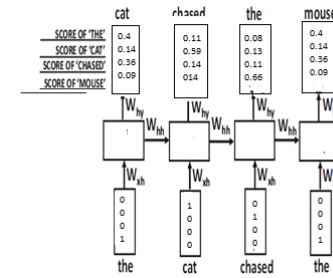 cat chased the mouse
SCORE OF 'THE' 0.4 0.11 0.08 0.4
SCORE OF 'CAT' 0.14 0.59 0.13 0.14
SCORE OF 'CHASED' 0.36 0.14 0.11 0.36
SCORE OF 'MOUSE' 0.09 014 0.66 0.09
Why Why Why W
Whh Whh Whh
Wxh Wxh Wxh W
0 1 0 0
0 0 1 0
0 0 0 0
1 0 0 1
the cat chased the